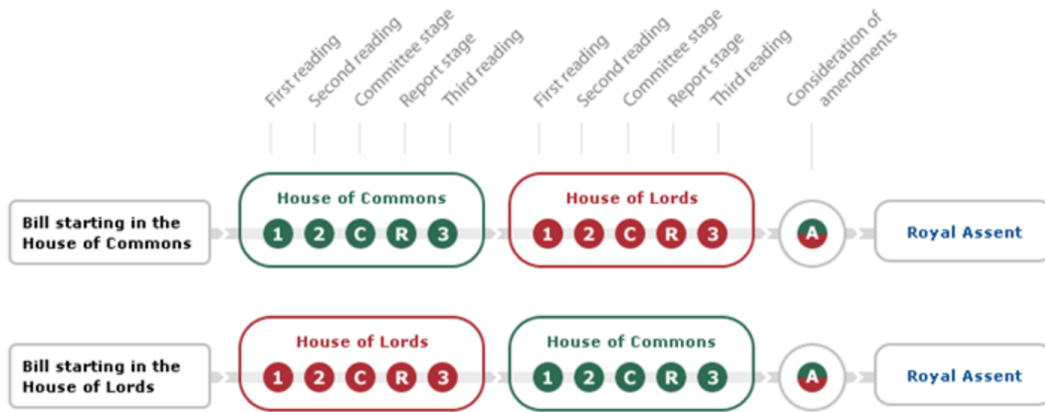 First reading
Second reading
Committee stage
Report stage
Third reading
First reading
Second reading
Committee stage
Report stage
Third reading
Consideration of
amendments
Bill starting in the
House of Commons
House of Commons
1 2 C R 3
House of Lords
1 2 C R 3
A
Royal Assent
Bill starting in the
House of Lords
House of Lords
1 2 C R 3
House of Commons
1 2 C R 3
A
Royal Assent